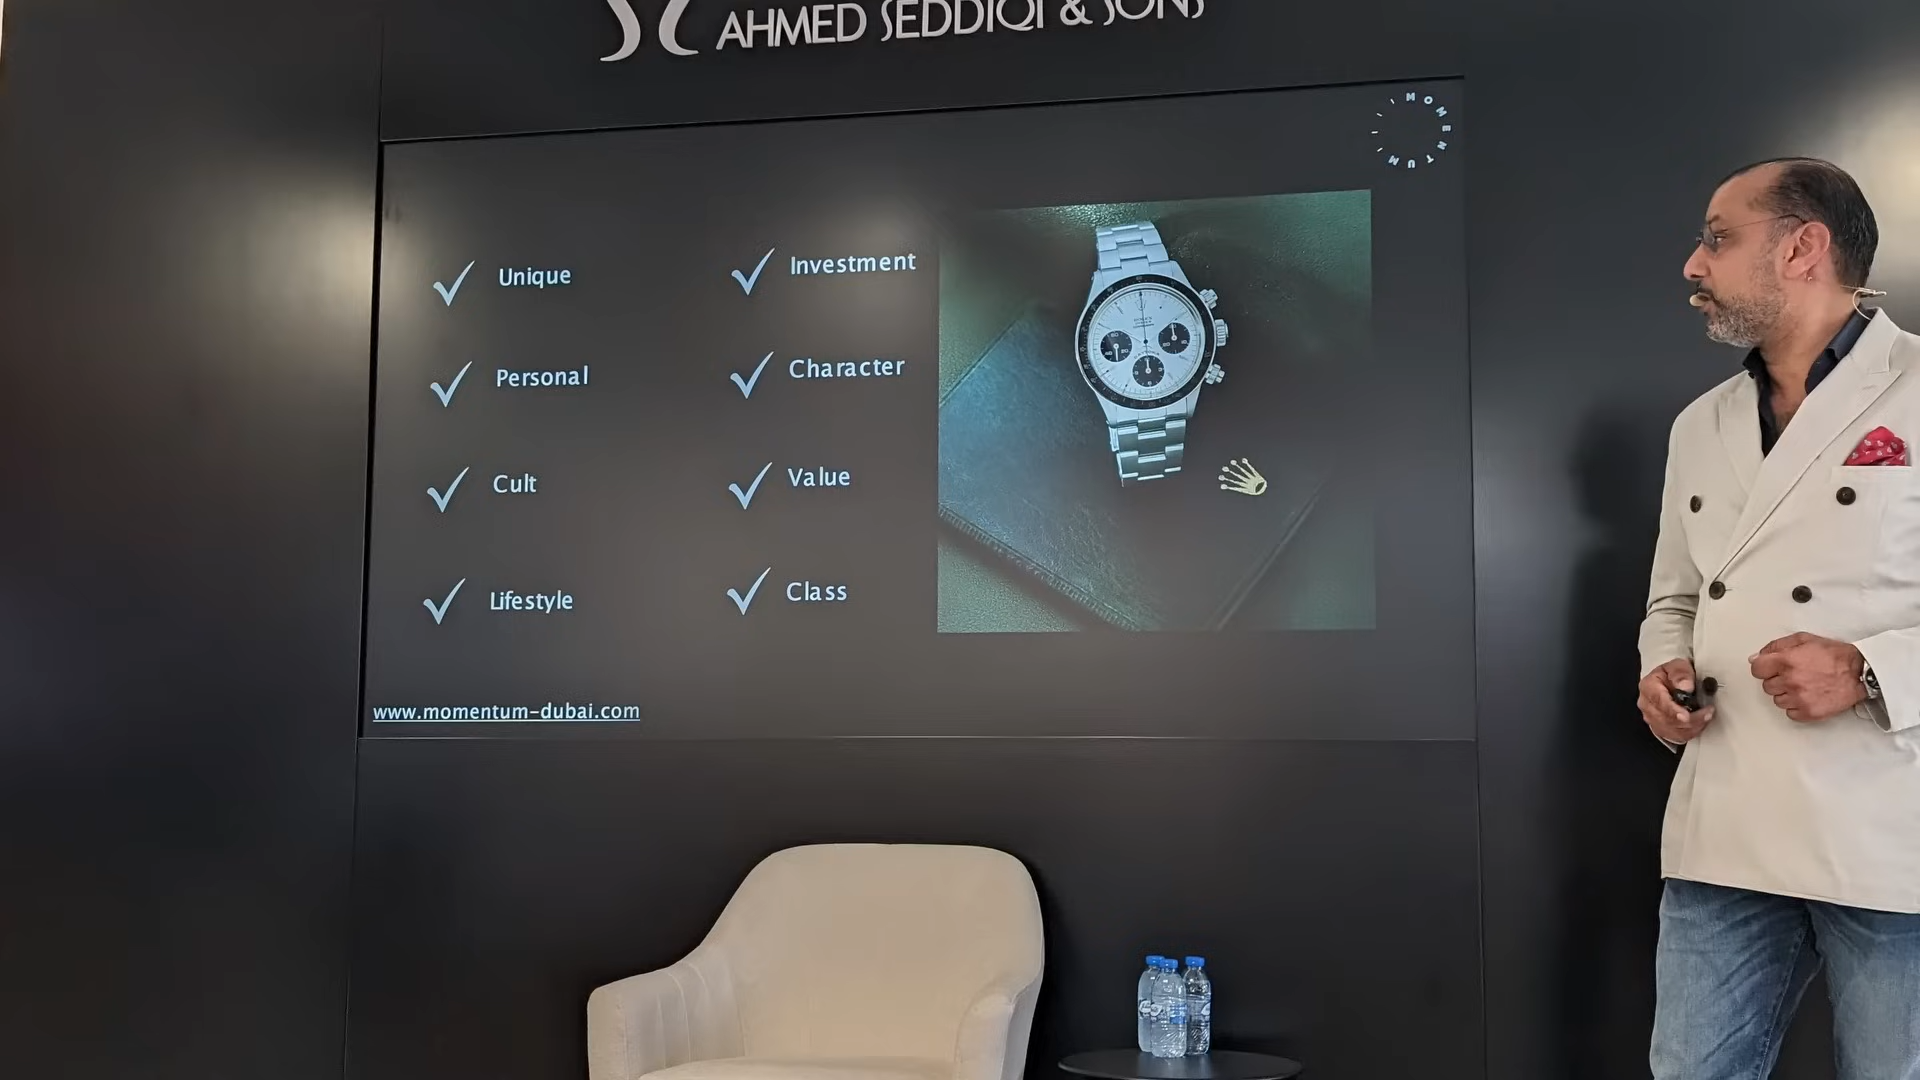 AHMED SEDDIQI & SONS
MOMENTUM
Unique
Investment
Personal
Character
Cult
Value
Lifestyle
Class
www.momentum-dubai.com